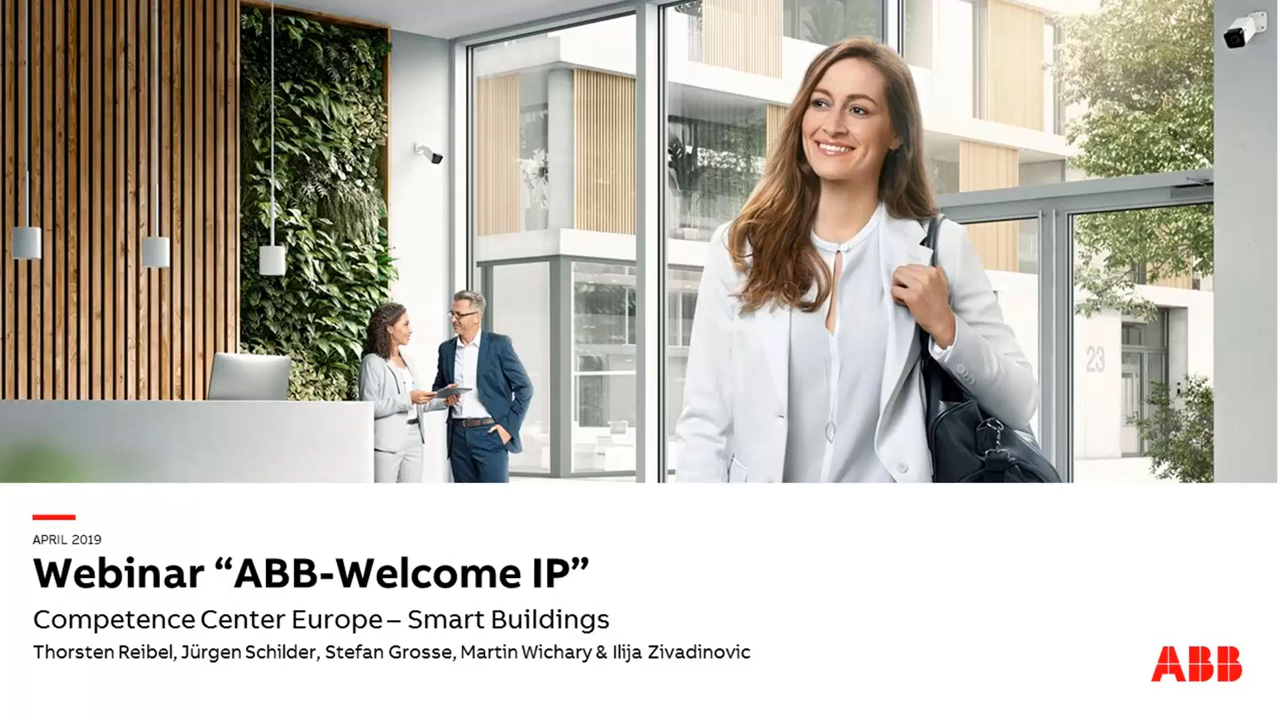 23
APRIL 2019
Webinar “ABB-Welcome IP”
Competence Center Europe – Smart Buildings
Thorsten Reibel, Jürgen Schilder, Stefan Grosse, Martin Wichary & Ilija Zivadinovic
ABB